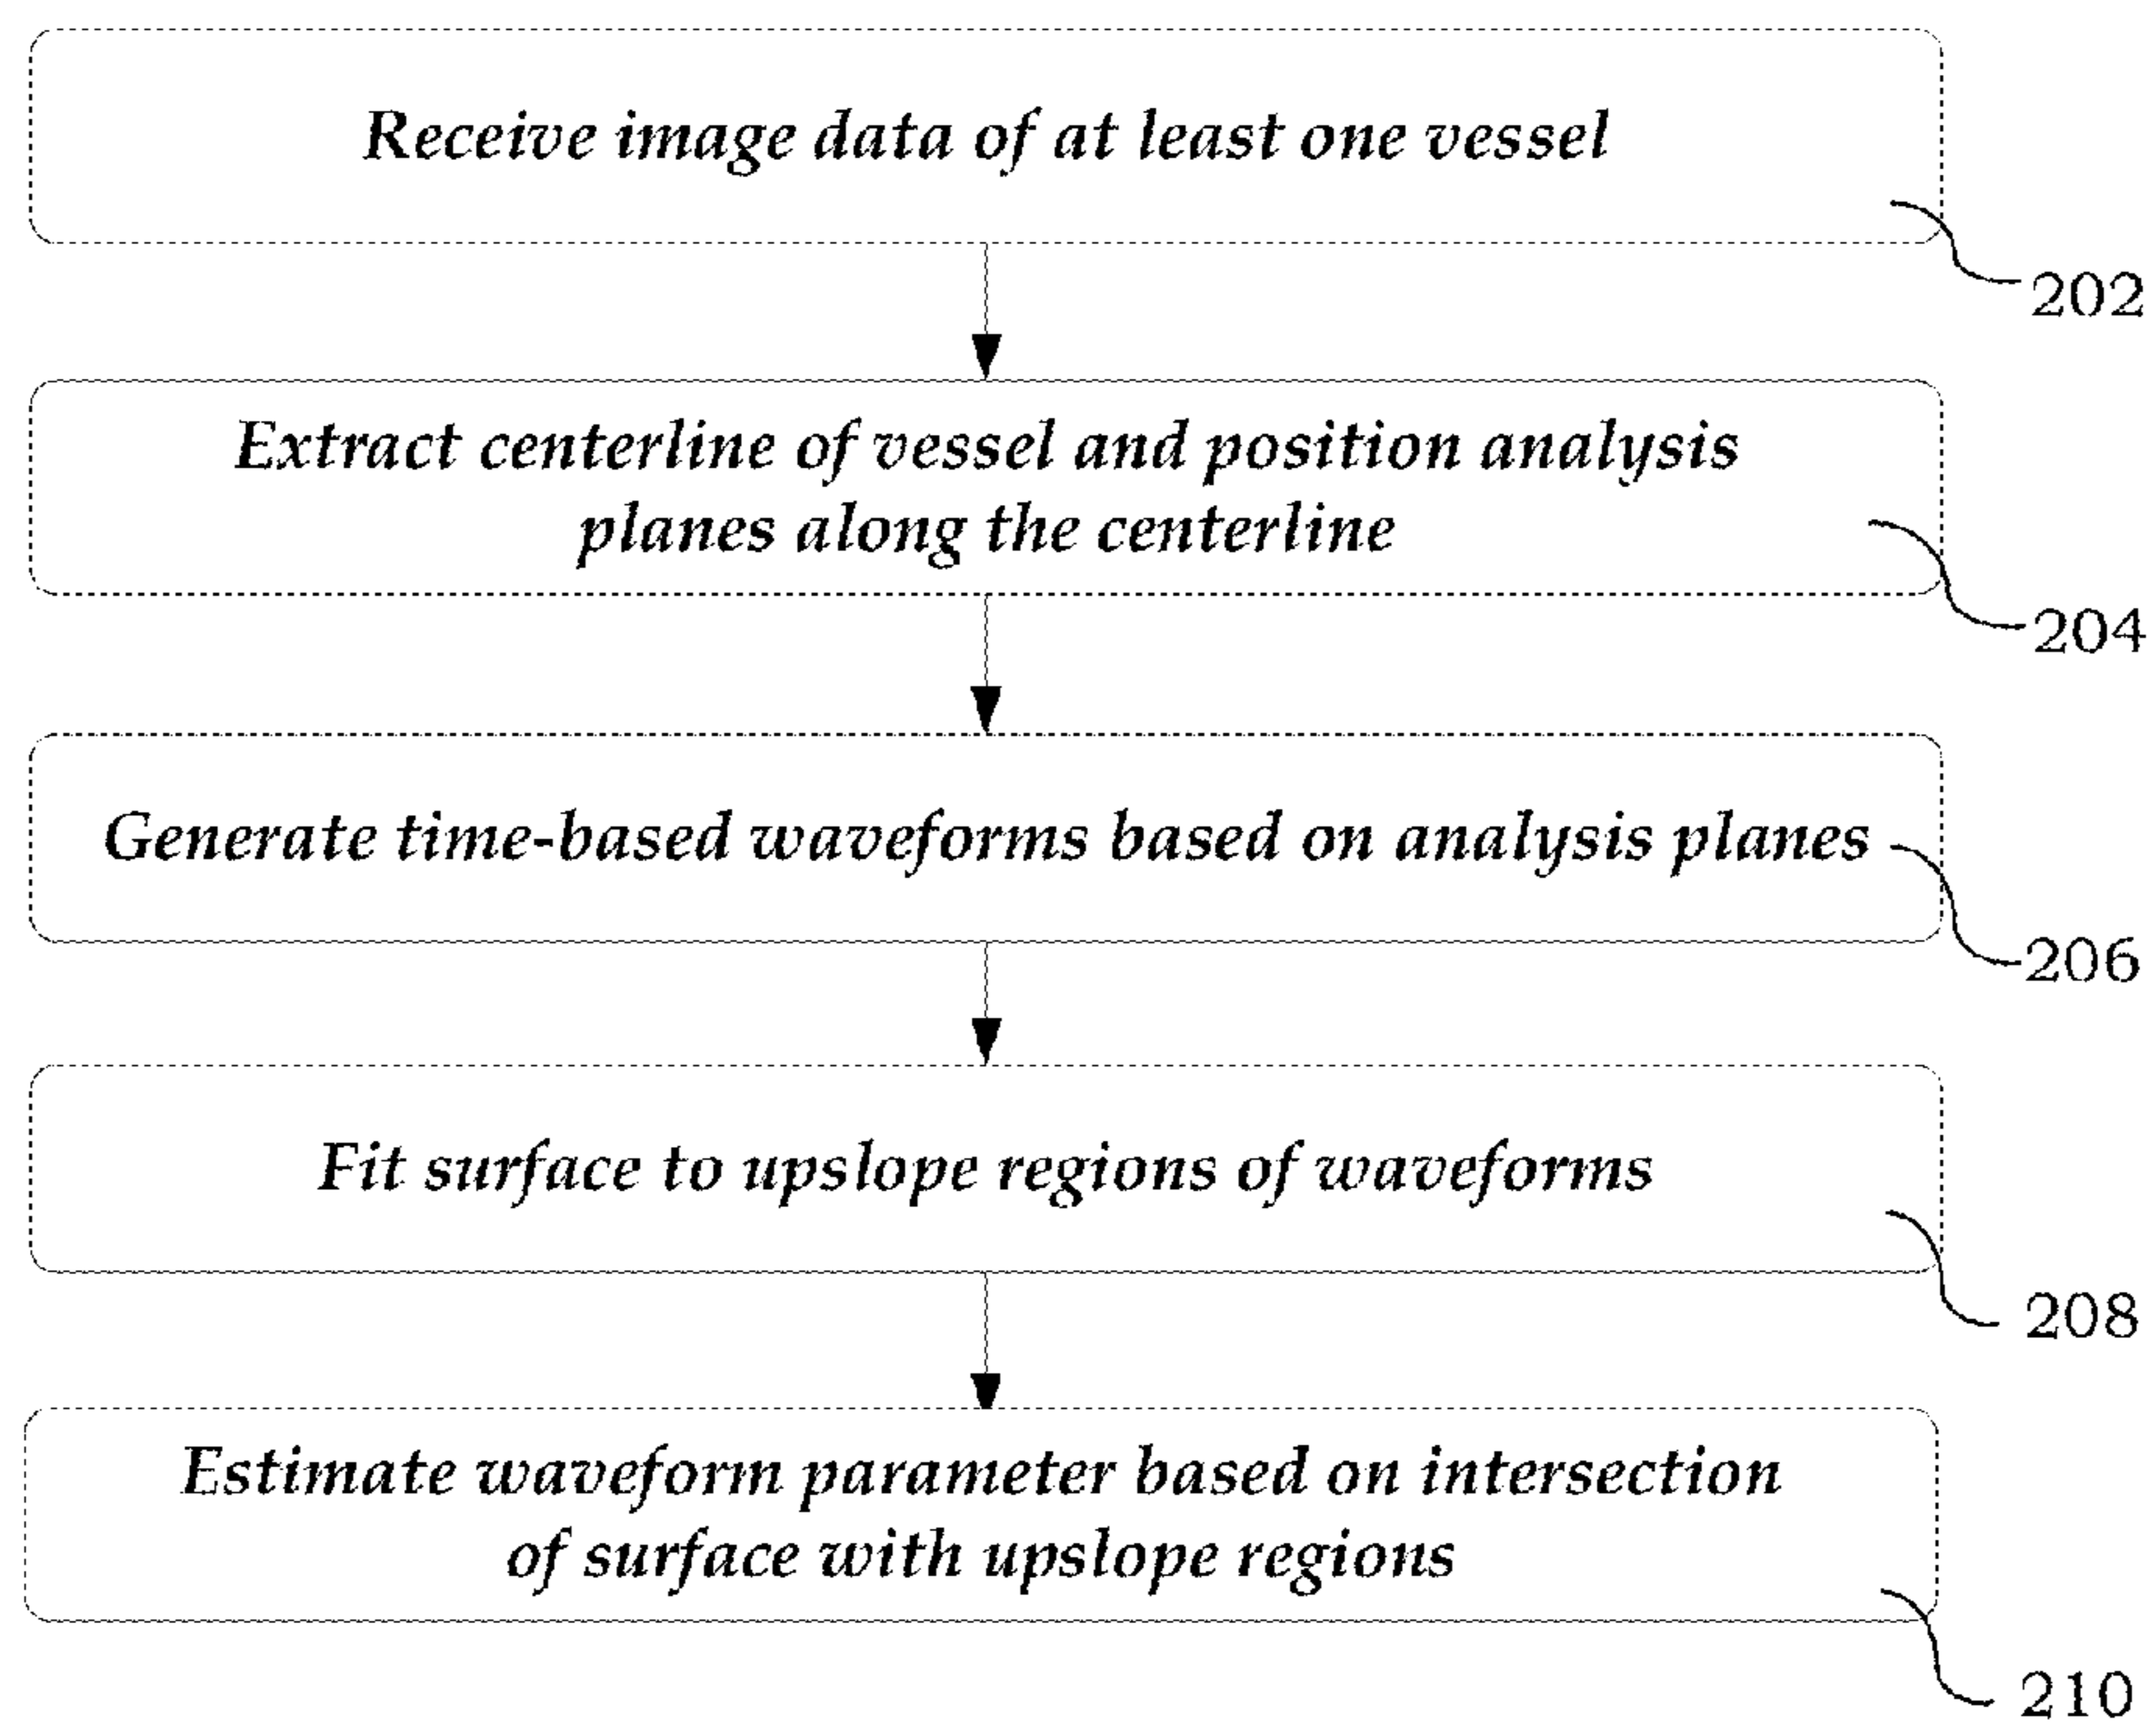 Receive image data of at least one vessel
202
Extract centerline of vessel and position analysis
planes along the centerline
204
Generate time-based waveforms based on analysis planes
206
Fit surface to upslope regions of waveforms
208
Estimate waveform parameter based on intersection
of surface with upslope regions
210